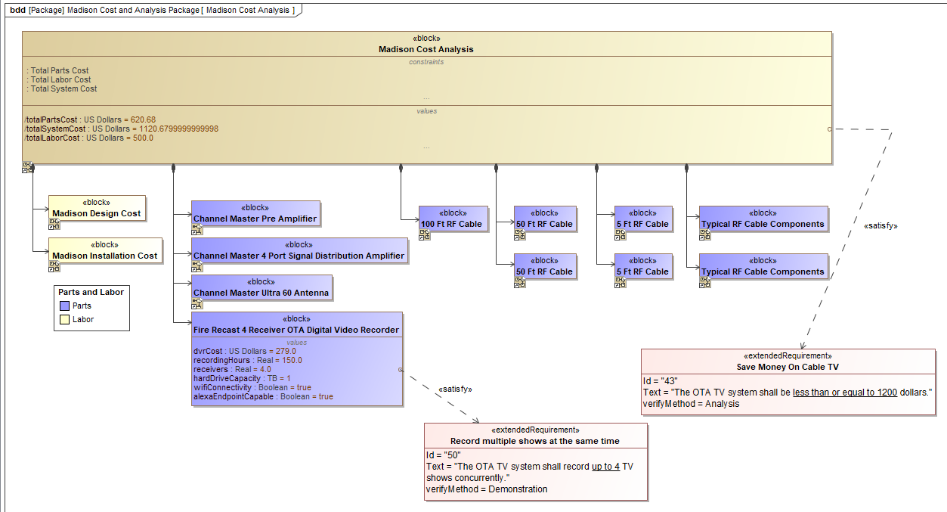 bdd [Package] Madison Cost and Analysis Package [ Madison Cost Analysis ]
«block»
Madison Cost Analysis
constraints
: Total Parts Cost
: Total Labor Cost
: Total System Cost
...
values
/totalPartsCost : US Dollars = 620.68
/totalSystemCost : US Dollars = 1120.6799999999998
/totalLaborCost : US Dollars = 500.0
...
«block»
Madison Design Cost
«block»
Madison Installation Cost
Parts and Labor
Parts
Labor
«block»
Channel Master Pre Amplifier
«block»
Channel Master 4 Port Signal Distribution Amplifier
«block»
Channel Master Ultra 60 Antenna
«block»
Fire Recast 4 Receiver OTA Digital Video Recorder
values
dvrCost : US Dollars = 279.0
recordingHours : Real = 150.0
receivers : Real = 4.0
hardDriveCapacity : TB = 1
wifiConnectivity : Boolean = true
alexaEndpointCapable : Boolean = true
«block»
100 Ft RF Cable
«block»
50 Ft RF Cable
«block»
50 Ft RF Cable
«block»
5 Ft RF Cable
«block»
5 Ft RF Cable
«block»
Typical RF Cable Components
«block»
Typical RF Cable Components
«satisfy»
«satisfy»
«extendedRequirement»
Save Money On Cable TV
Id = "43"
Text = "The OTA TV system shall be less than or equal to 1200 dollars."
verifyMethod = Analysis
«extendedRequirement»
Record multiple shows at the same time
Id = "50"
Text = "The OTA TV system shall record up to 4 TV
shows concurrently."
verifyMethod = Demonstration